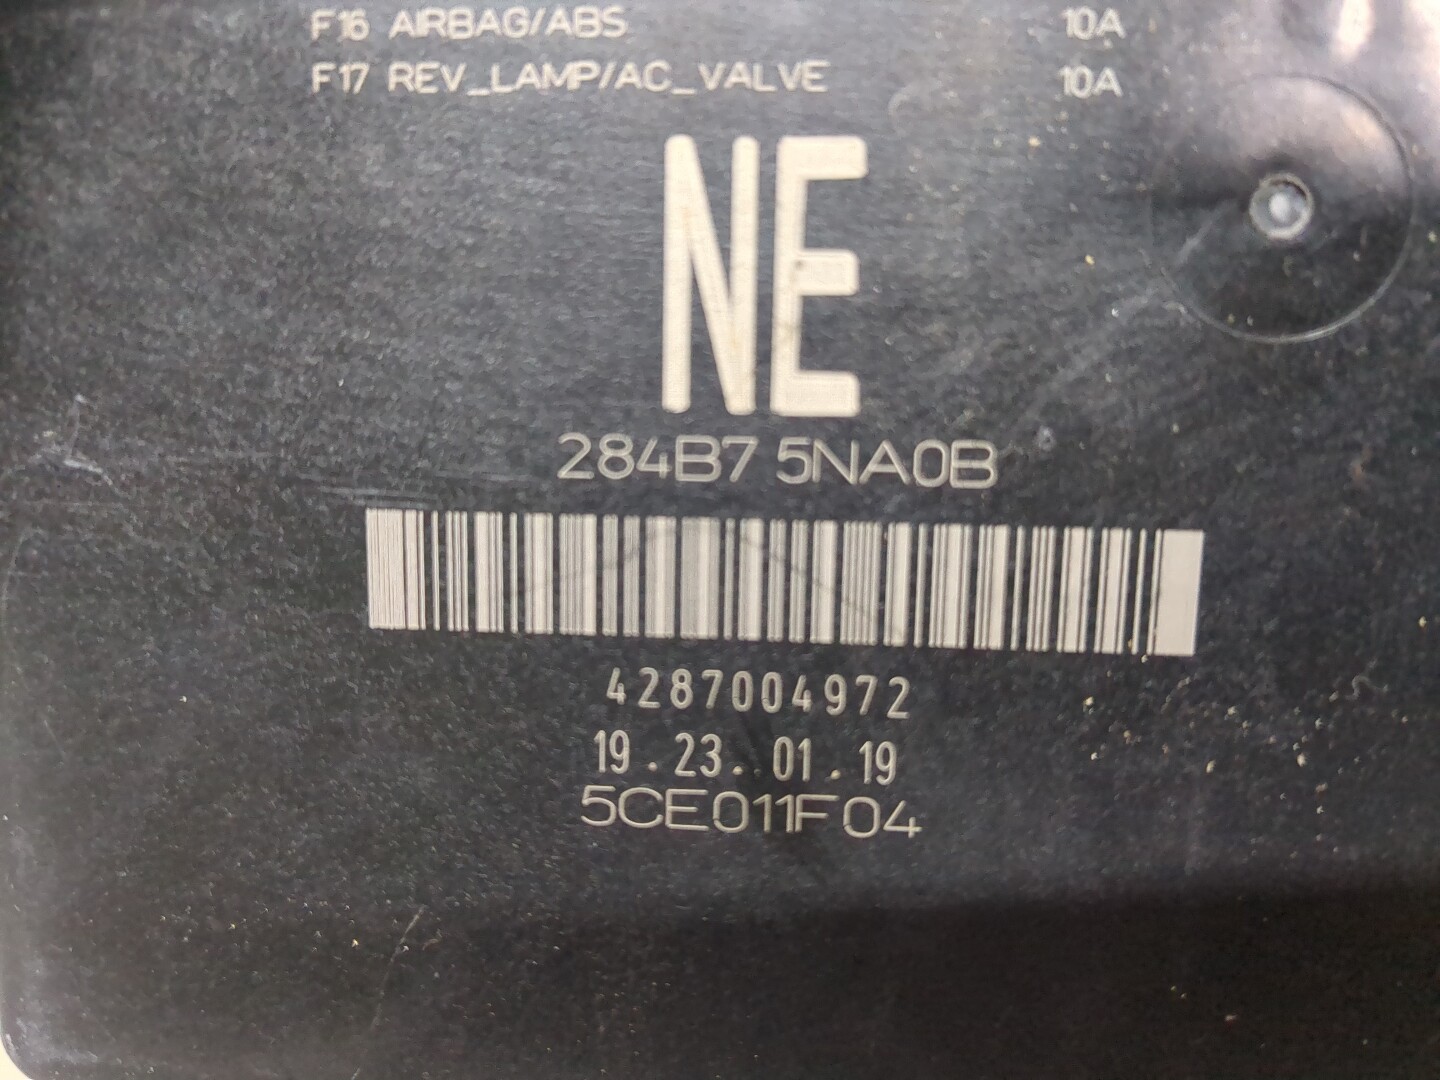 F16 AIRBAG/ABS 10A
F17 REV_LAMP/AC_VALVE 10A
NE
284B7 5NA0B
4287004972
19.23..01.19
5CE011F04